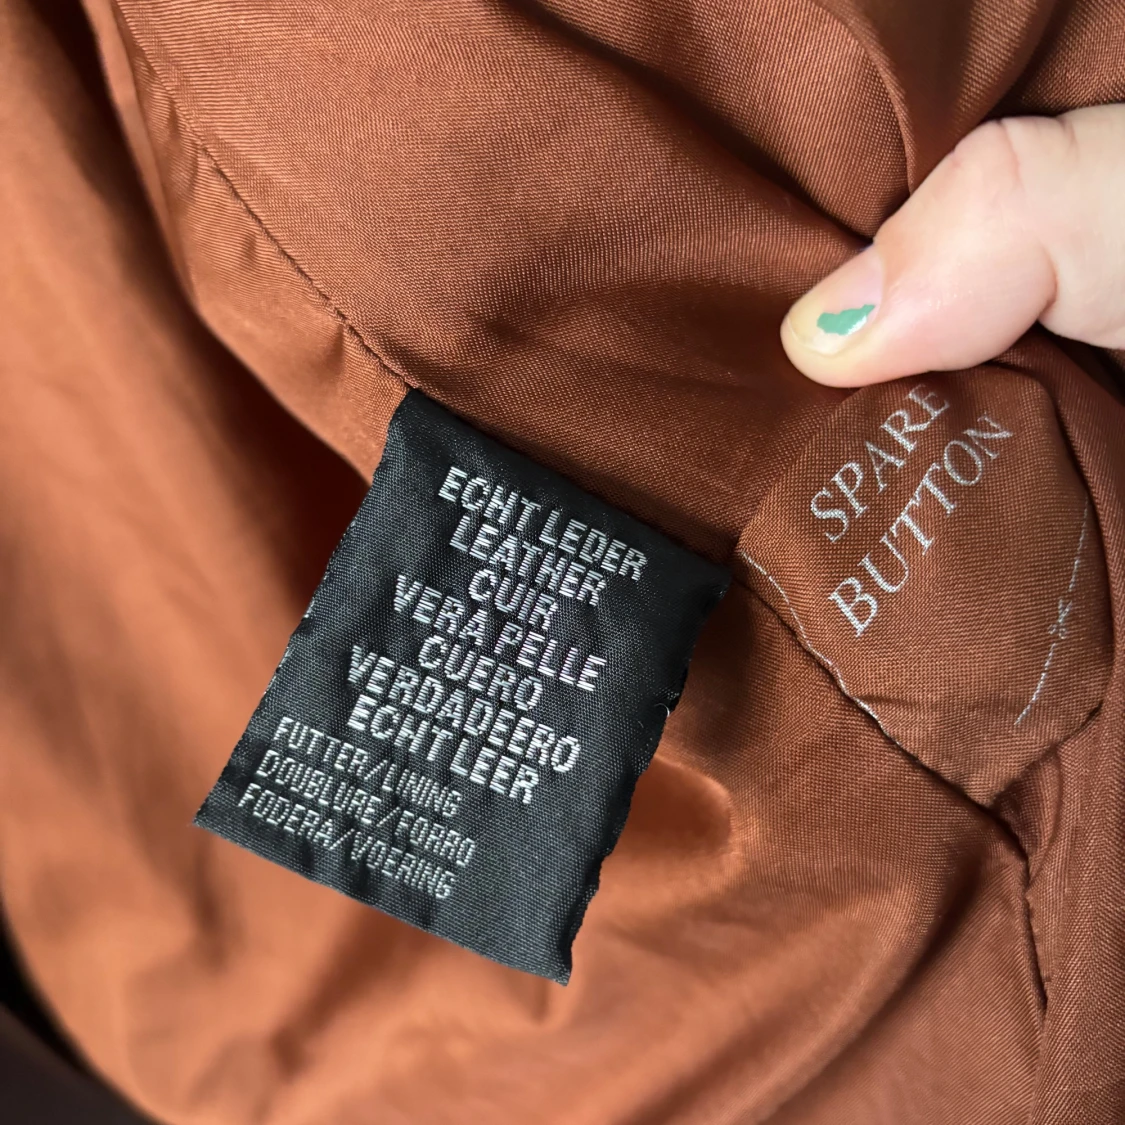 ECHT LEDER
LEATHER
CUIR
VERA PELLE
CUERO
VERDADEERO
ECHT LEER
FUTTER/LINING
DOUBLURE/FORRO
FODERA/VOERING
SPARE
BUTTON